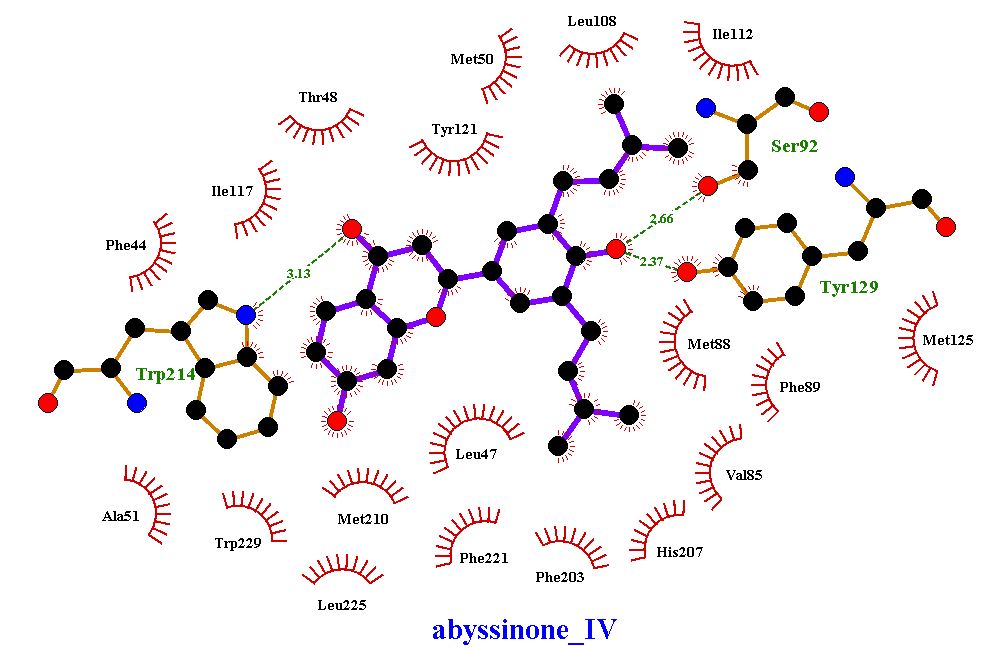 Leu108
Ile112
Met50
Thr48
Tyr121
Ser92
Ile117
2.66
Phe44
2.37
3.13
Tyr129
Met88
Met125
Trp214
Phe89
Leu47
Val85
Ala51
Met210
Trp229
His207
Phe221
Phe203
Leu225
abyssinone_IV